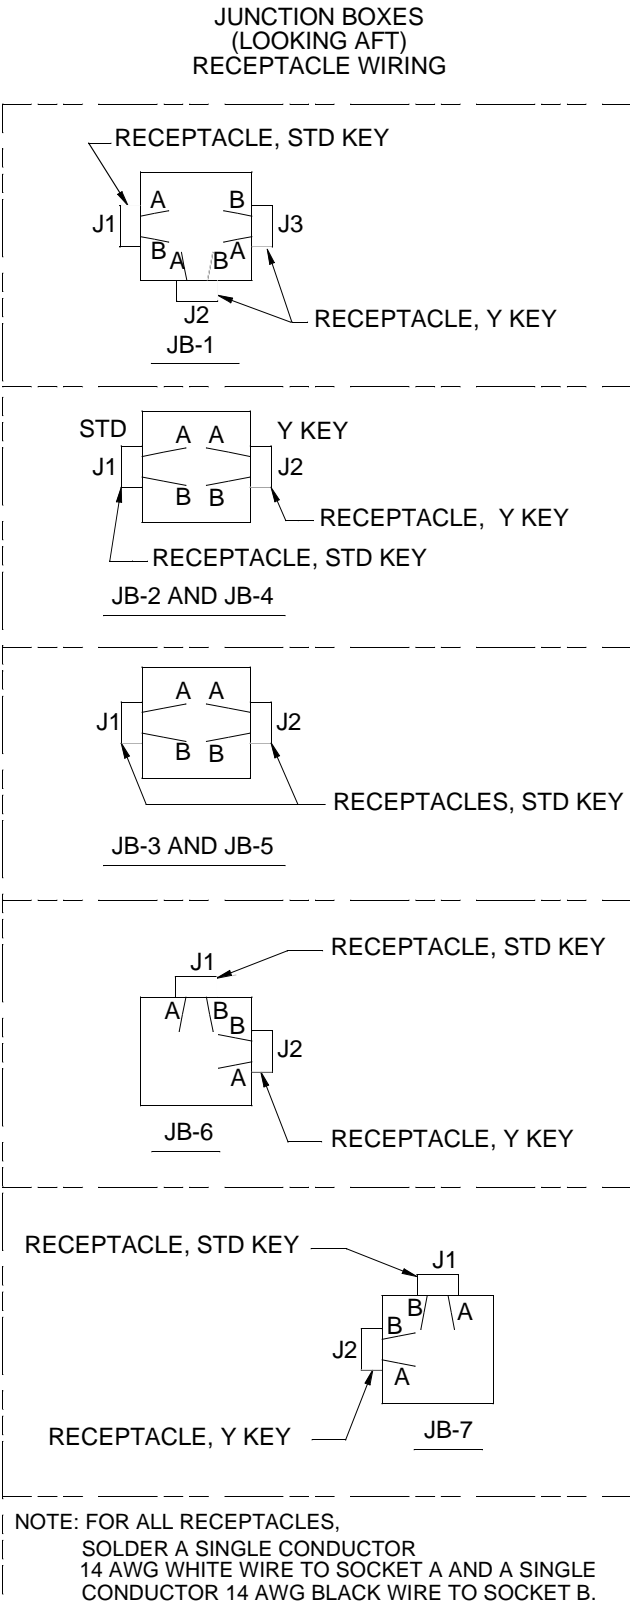 JUNCTION BOXES
(LOOKING AFT)
RECEPTACLE WIRING
RECEPTACLE, STD KEY
A B
J1 J3
B A B A
J2
RECEPTACLE, Y KEY
JB-1
STD A A Y KEY
J1 J2
B B
RECEPTACLE, Y KEY
RECEPTACLE, STD KEY
JB-2 AND JB-4
A A
J1 J2
B B
RECEPTACLES, STD KEY
JB-3 AND JB-5
RECEPTACLE, STD KEY
J1
A B
B
J2
A
JB-6
RECEPTACLE, Y KEY
RECEPTACLE, STD KEY
J1
B A
B
J2
A
JB-7
RECEPTACLE, Y KEY
NOTE: FOR ALL RECEPTACLES,
SOLDER A SINGLE CONDUCTOR
14 AWG WHITE WIRE TO SOCKET A AND A SINGLE
CONDUCTOR 14 AWG BLACK WIRE TO SOCKET B.